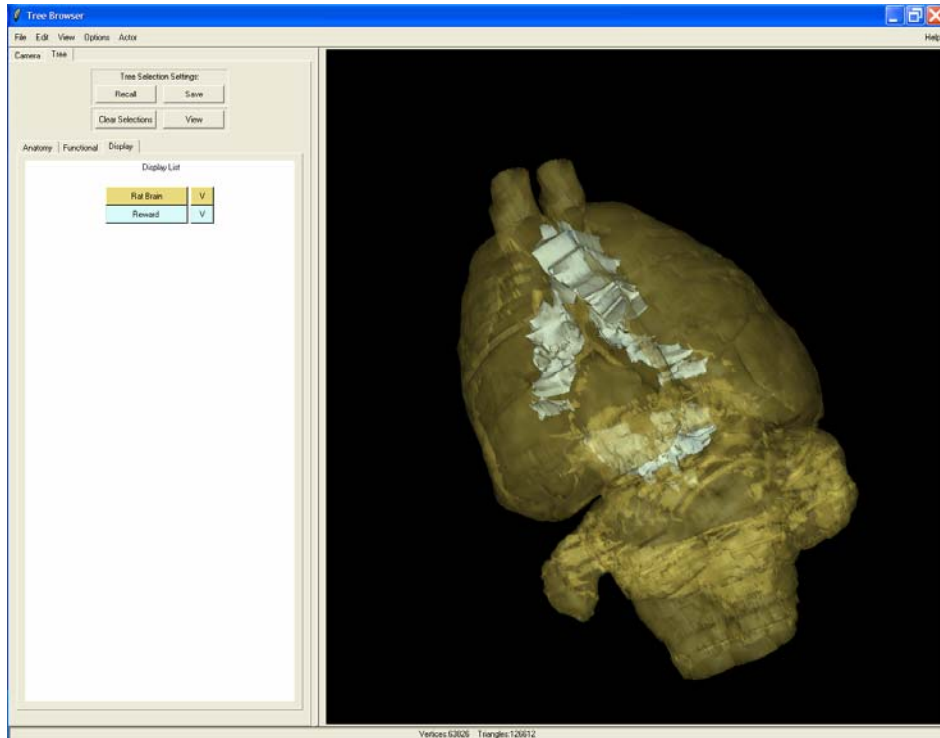 Tree Browser
File Edit View Options Actor Help
Camera Tree
Tree Selection Settings:
Recall Save
Clear Selections View
Anatomy Functional Display
Display List
Rat Brain V
Reward V
Vertices:63826 Triangles:126612